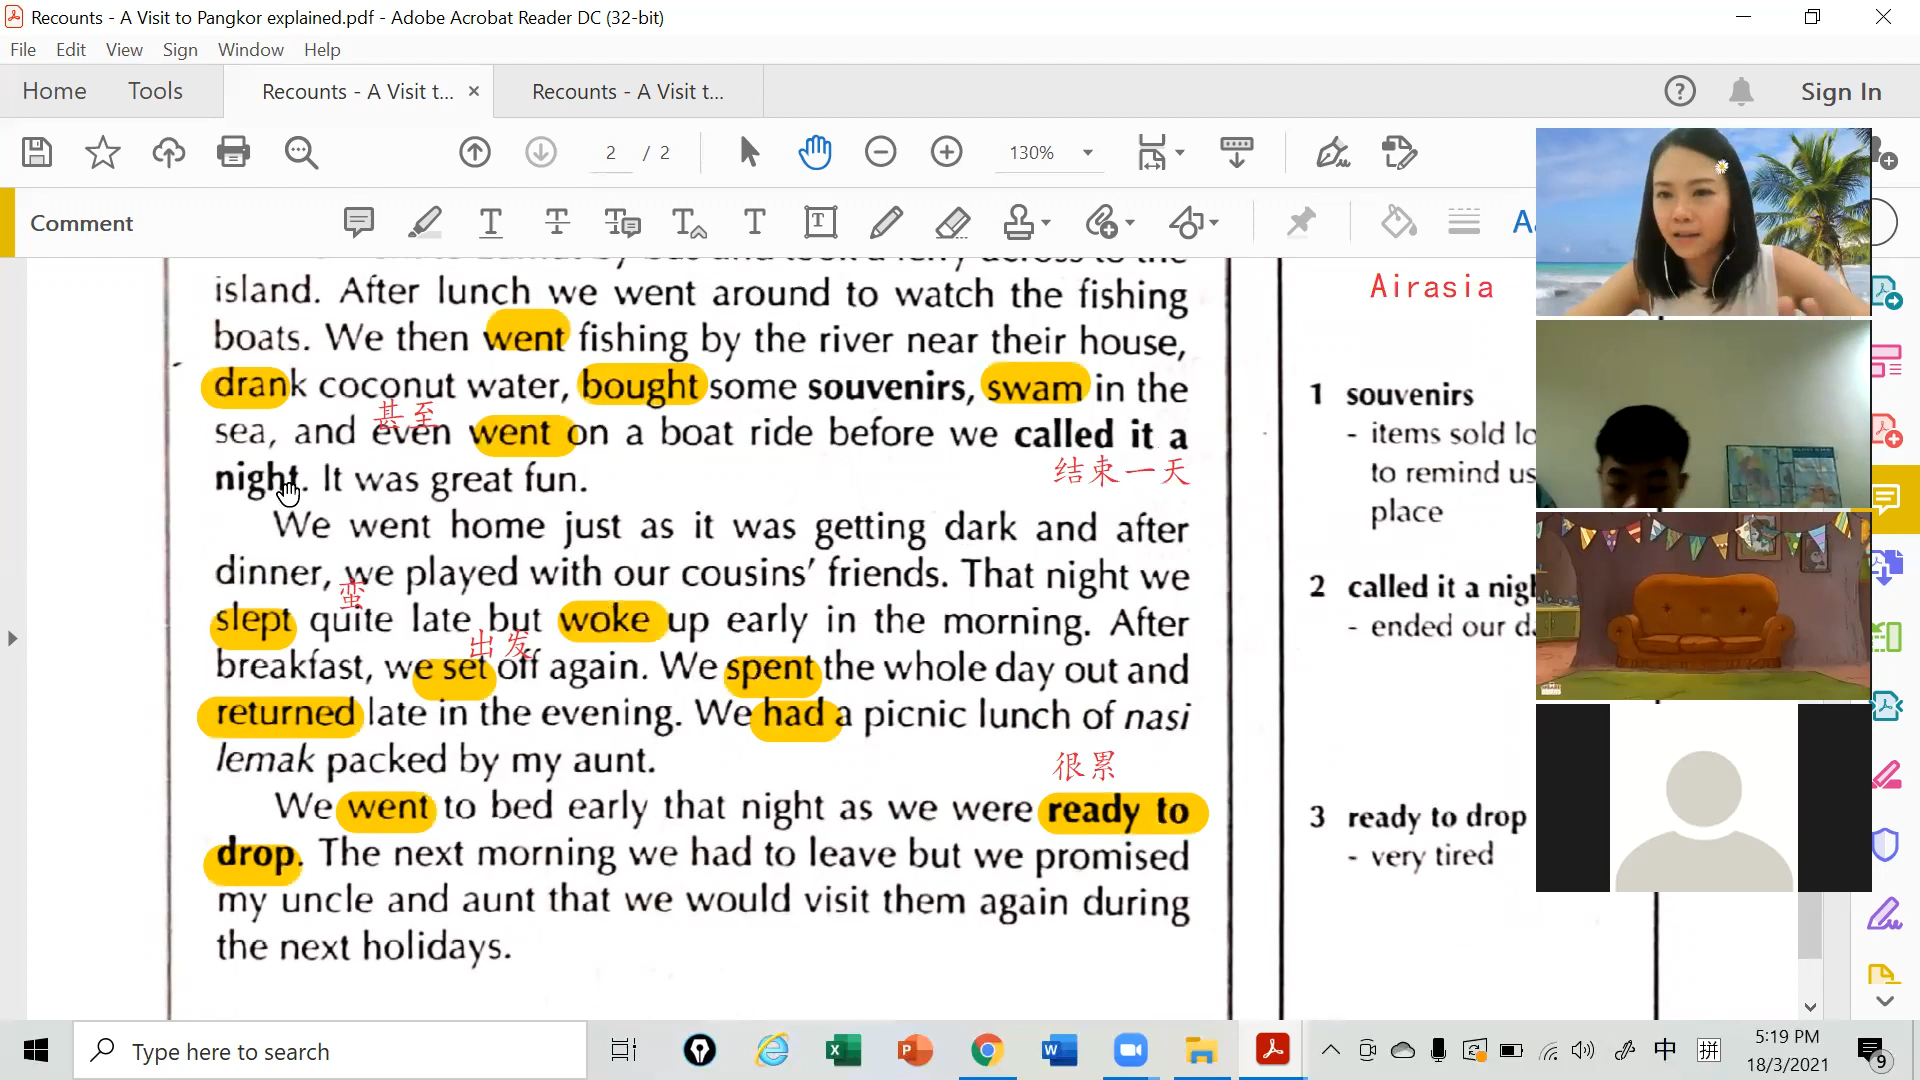 Recounts - A Visit to Pangkor explained.pdf - Adobe Acrobat Reader DC (32-bit)
File Edit View Sign Window Help
Home Tools Recounts - A Visit t... × Recounts - A Visit t... Sign In
2 / 2 130%
Comment
island. After lunch we went around to watch the fishing
Airasia
boats. We then went fishing by the river near their house,
drank coconut water, bought some souvenirs, swam in the
甚至
sea, and even went on a boat ride before we called it a
结束一天
night. It was great fun.
We went home just as it was getting dark and after
dinner, we played with our cousins' friends. That night we
蛮
slept quite late but woke up early in the morning. After
出发
breakfast, we set off again. We spent the whole day out and
returned late in the evening. We had a picnic lunch of nasi
lemak packed by my aunt.
很累
We went to bed early that night as we were ready to
drop. The next morning we had to leave but we promised
my uncle and aunt that we would visit them again during
the next holidays.
1 souvenirs
- items sold
to remind us
place
2 called it a
- ended our
3 ready to drop
- very tired
Type here to search
中 拼
5:19 PM
18/3/2021
9